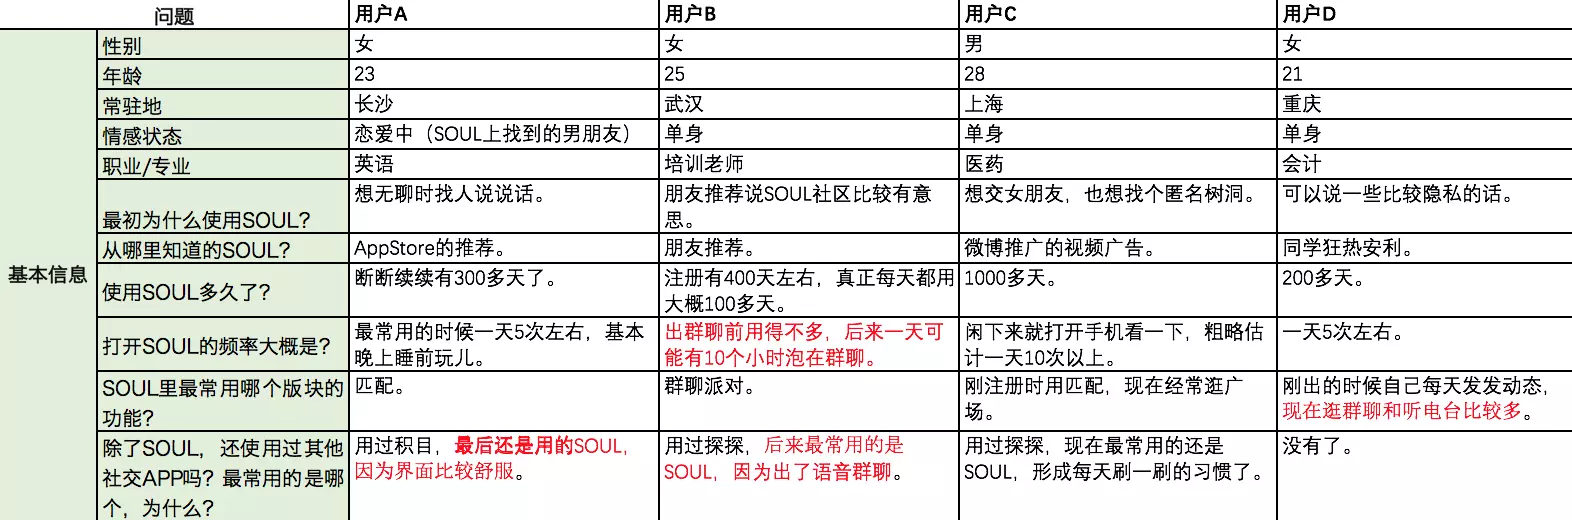 问题 用户A 用户B 用户C 用户D
基本信息
性别 女 女 男 女
年龄 23 25 28 21
常驻地 长沙 武汉 上海 重庆
情感状态 恋爱中（SOUL上找到的男朋友） 单身 单身 单身
职业/专业 英语 培训老师 医药 会计
最初为什么使用SOUL？
想无聊时找人说说话。
朋友推荐说SOUL社区比较有意
思。
想交女朋友，也想找个匿名树洞。
可以说一些比较隐私的话。
从哪里知道的SOUL？ AppStore的推荐。 朋友推荐。 微博推广的视频广告。 同学狂热安利。
使用SOUL多久了？
断断续续有300多天了。
注册有400天左右，真正每天都用
大概100多天。
1000多天。
200多天。
打开SOUL的频率大概是？
最常用的时候一天5次左右，基本
晚上睡前玩儿。
出群聊前用得不多，后来一天可
能有10个小时泡在群聊。
闲下来就打开手机看一下，粗略估
计一天10次以上。
一天5次左右。
SOUL里最常用哪个版块的
功能？
匹配。
群聊派对。
刚注册时用匹配，现在经常逛广
场。
刚出的时候自己每天发发动态，
现在逛群聊和听电台比较多。
除了SOUL，还使用过其他
社交APP吗？最常用的是哪
个，为什么？
用过积目，最后还是用的SOUL，
因为界面比较舒服。
用过探探，后来最常用的是
SOUL，因为出了语音群聊。
用过探探，现在最常用的还是
SOUL，形成每天刷一刷的习惯了。
没有了。